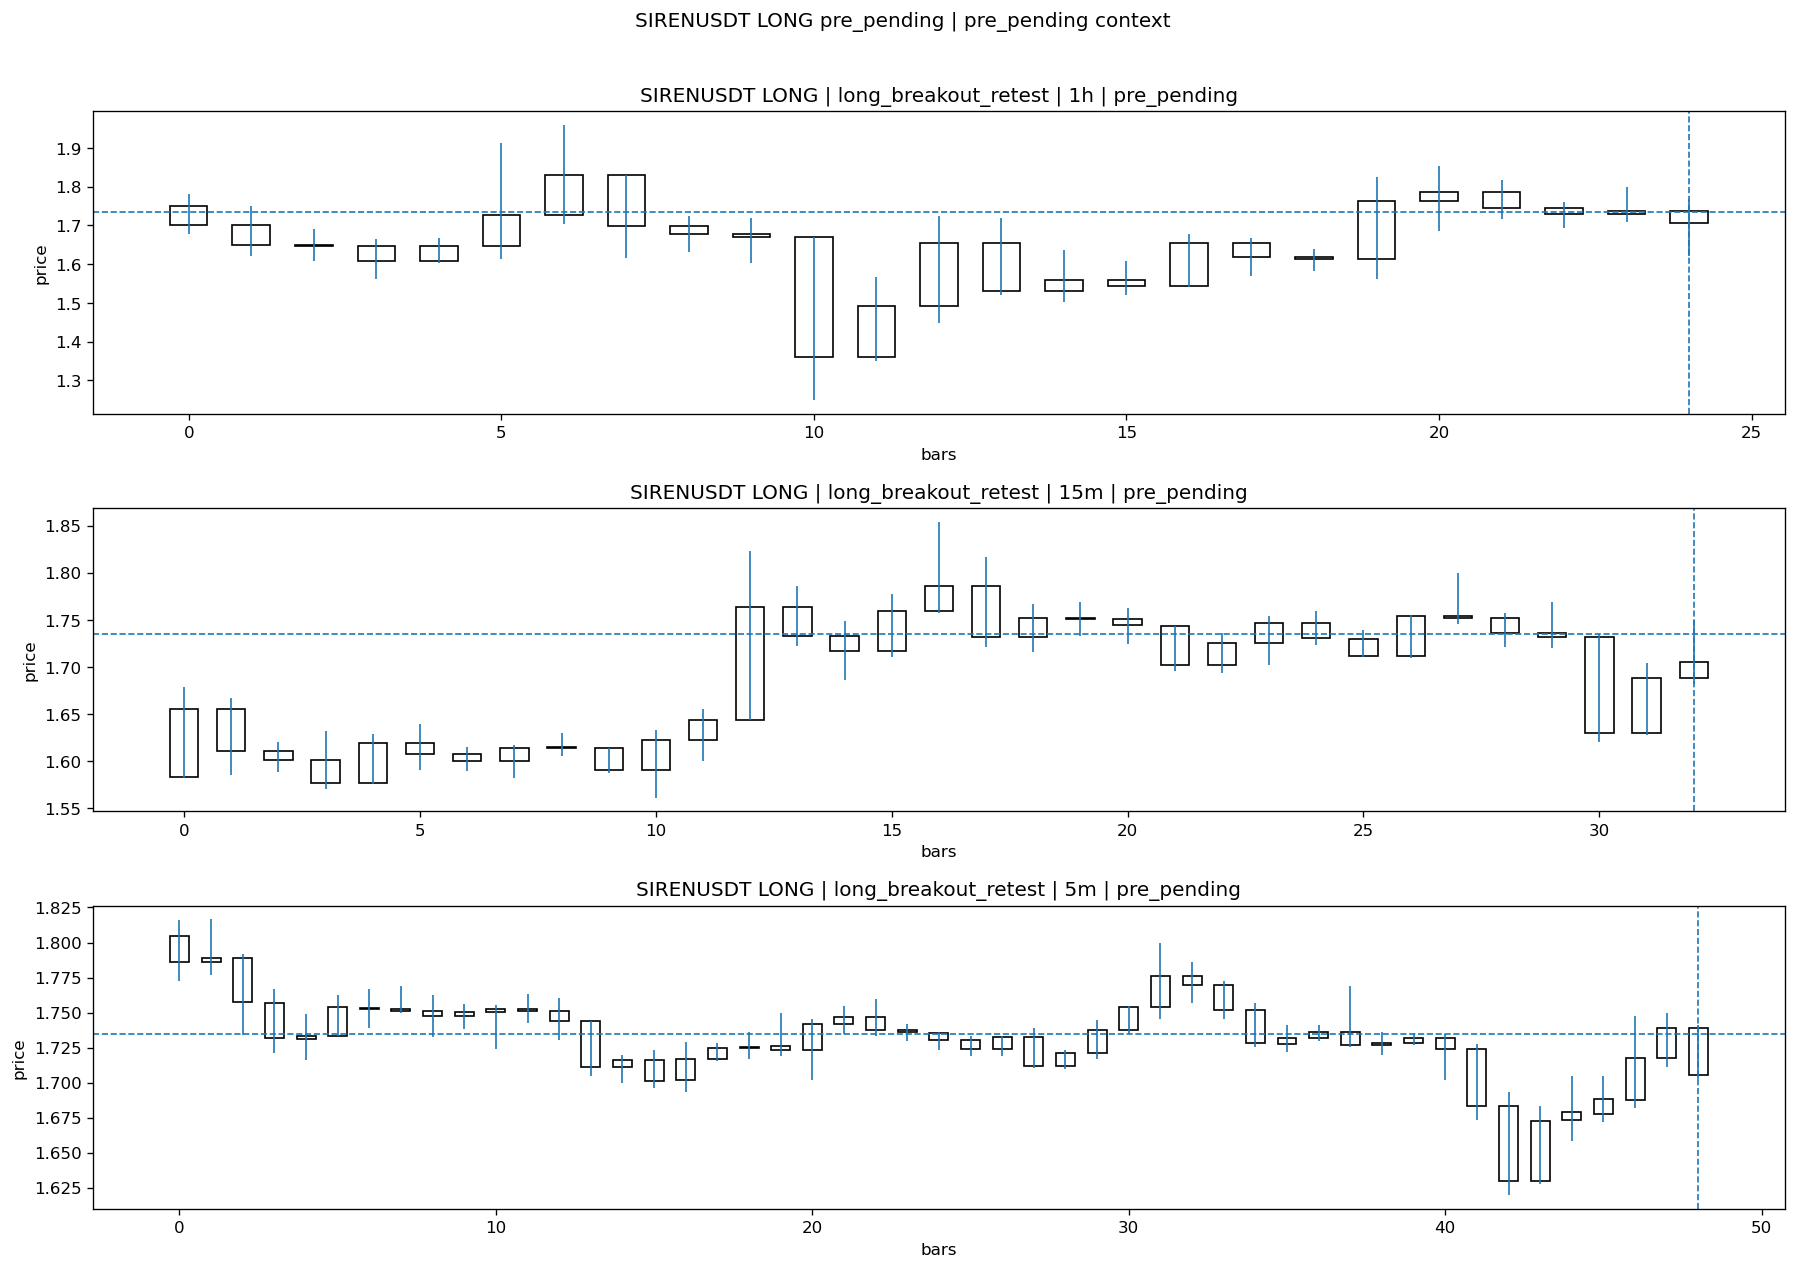 SIRENUSDT LONG pre_pending | pre_pending context
SIRENUSDT LONG | long_breakout_retest | 1h | pre_pending
price
1.9
1.8
1.7
1.6
1.5
1.4
1.3
0 5 10 15 20 25
bars
SIRENUSDT LONG | long_breakout_retest | 15m | pre_pending
price
1.85
1.80
1.75
1.70
1.65
1.60
1.55
0 5 10 15 20 25 30
bars
SIRENUSDT LONG | long_breakout_retest | 5m | pre_pending
price
1.825
1.800
1.775
1.750
1.725
1.700
1.675
1.650
1.625
0 10 20 30 40 50
bars